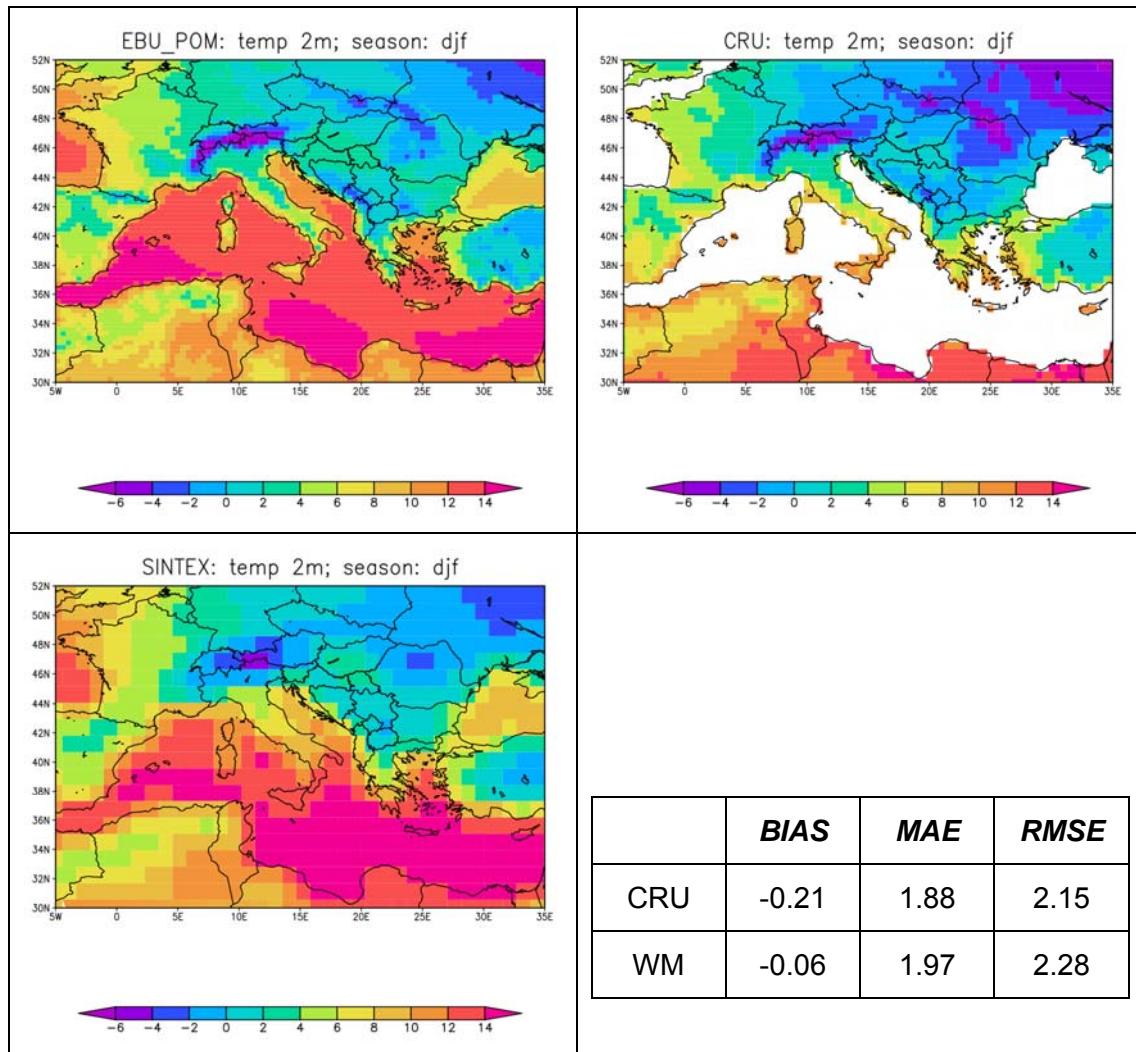 EBU_POM: temp 2m; season: djf
52N
50N
48N
46N
44N
42N
40N
38N
36N
34N
32N
30N
5W 0 5E 10E 15E 20E 25E 30E 35E
-6 -4 -2 0 2 4 6 8 10 12 14
CRU: temp 2m; season: djf
52N
50N
48N
46N
44N
42N
40N
38N
36N
34N
32N
30N
5W 0 5E 10E 15E 20E 25E 30E 35E
-6 -4 -2 0 2 4 6 8 10 12 14
SINTEX: temp 2m; season: djf
52N
50N
48N
46N
44N
42N
40N
38N
36N
34N
32N
30N
5W 0 5E 10E 15E 20E 25E 30E 35E
-6 -4 -2 0 2 4 6 8 10 12 14
BIAS MAE RMSE
CRU -0.21 1.88 2.15
WM -0.06 1.97 2.28